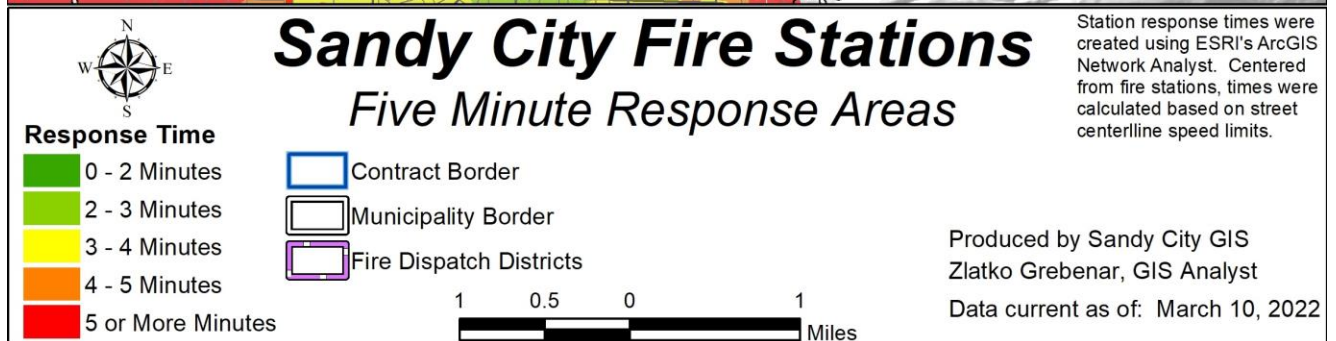 Sandy City Fire Stations
Five Minute Response Areas
Station response times were
created using ESRI's ArcGIS
Network Analyst. Centered
from fire stations, times were
calculated based on street
centerlline speed limits.
N
W E
S
Response Time
0 - 2 Minutes
2 - 3 Minutes
3 - 4 Minutes
4 - 5 Minutes
5 or More Minutes
Contract Border
Municipality Border
Fire Dispatch Districts
1 0.5 0 1
Miles
Produced by Sandy City GIS
Zlatko Grebenar, GIS Analyst
Data current as of: March 10, 2022